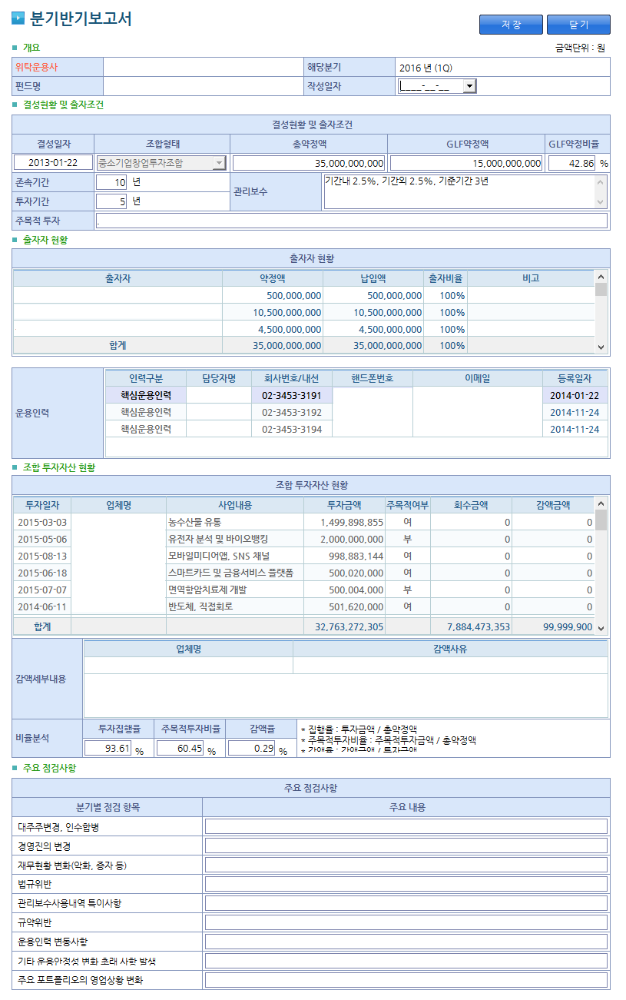 분기반기보고서
저 장 닫 기
개요 금액단위 : 원
위탁운용사 해당분기 2016 년 (1Q)
펀드명 작성일자 ____-__-__
결성현황 및 출자조건
결성현황 및 출자조건
결성일자 조합형태 총약정액 GLF약정액 GLF약정비율
2013-01-22 중소기업창업투자조합 35,000,000,000 15,000,000,000 42.86 %
존속기간 10 년 관리보수 기간내 2.5%, 기간외 2.5%, 기준기간 3년
투자기간 5 년
주목적 투자 .
출자자 현황
출자자 현황
출자자 약정액 납입액 출자비율 비고
500,000,000 500,000,000 100%
10,500,000,000 10,500,000,000 100%
4,500,000,000 4,500,000,000 100%
합계 35,000,000,000 35,000,000,000 100%
운용인력
인력구분 담당자명 회사번호/내선 핸드폰번호 이메일 등록일자
핵심운용인력 02-3453-3191 2014-01-22
핵심운용인력 02-3453-3192 2014-11-24
핵심운용인력 02-3453-3194 2014-11-24
조합 투자자산 현황
조합 투자자산 현황
투자일자 업체명 사업내용 투자금액 주목적여부 회수금액 감액금액
2015-03-03 농수산물 유통 1,499,898,855 여 0 0
2015-05-06 유전자 분석 및 바이오뱅킹 2,000,000,000 부 0 0
2015-08-13 모바일미디어앱, SNS 채널 998,883,144 여 0 0
2015-06-18 스마트카드 및 금융서비스 플랫폼 500,020,000 여 0 0
2015-07-07 면역항암치료제 개발 500,004,000 부 0 0
2014-06-11 반도체, 직접회로 501,620,000 여 0 0
합계 32,763,272,305 7,884,473,353 99,999,900
감액세부내용 업체명 감액사유
비율분석 투자집행율 주목적투자비율 감액율
93.61 % 60.45 % 0.29 %
* 집행율 : 투자금액 / 총약정액
* 주목적투자비율 : 주목적투자금액 / 총약정액
* 감액율 : 감액금액 / 투자금액
주요 점검사항
주요 점검사항
분기별 점검 항목 주요 내용
대주주변경, 인수합병
경영진의 변경
재무현황 변화(악화, 증자 등)
법규위반
관리보수사용내역 특이사항
규약위반
운용인력 변동사항
기타 운용안정성 변화 초래 사항 발생
주요 포트폴리오의 영업상황 변화